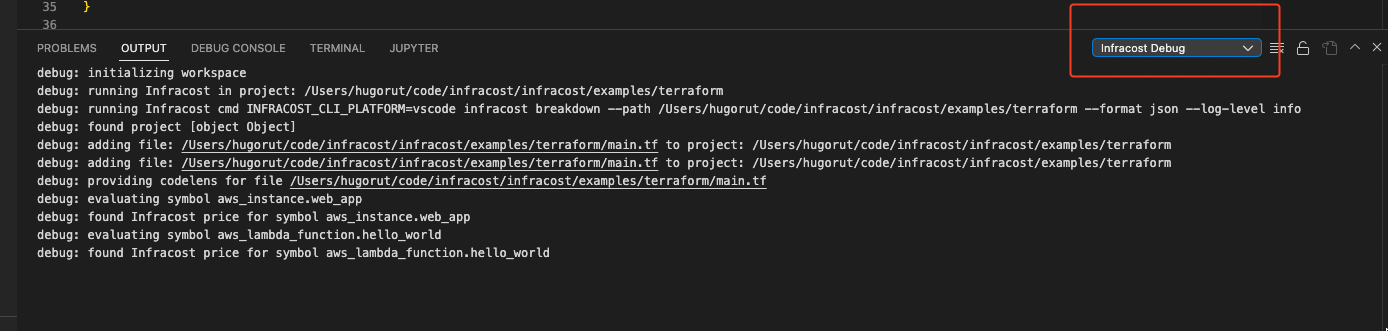 35 }
36
PROBLEMS OUTPUT DEBUG CONSOLE TERMINAL JUPYTER Infracost Debug
debug: initializing workspace
debug: running Infracost in project: /Users/hugorut/code/infracost/infracost/examples/terraform
debug: running Infracost cmd INFRACOST_CLI_PLATFORM=vscode infracost breakdown --path /Users/hugorut/code/infracost/infracost/examples/terraform --format json --log-level info
debug: found project [object Object]
debug: adding file: /Users/hugorut/code/infracost/infracost/examples/terraform/main.tf to project: /Users/hugorut/code/infracost/infracost/examples/terraform
debug: adding file: /Users/hugorut/code/infracost/infracost/examples/terraform/main.tf to project: /Users/hugorut/code/infracost/infracost/examples/terraform
debug: providing codelens for file /Users/hugorut/code/infracost/infracost/examples/terraform/main.tf
debug: evaluating symbol aws_instance.web_app
debug: found Infracost price for symbol aws_instance.web_app
debug: evaluating symbol aws_lambda_function.hello_world
debug: found Infracost price for symbol aws_lambda_function.hello_world